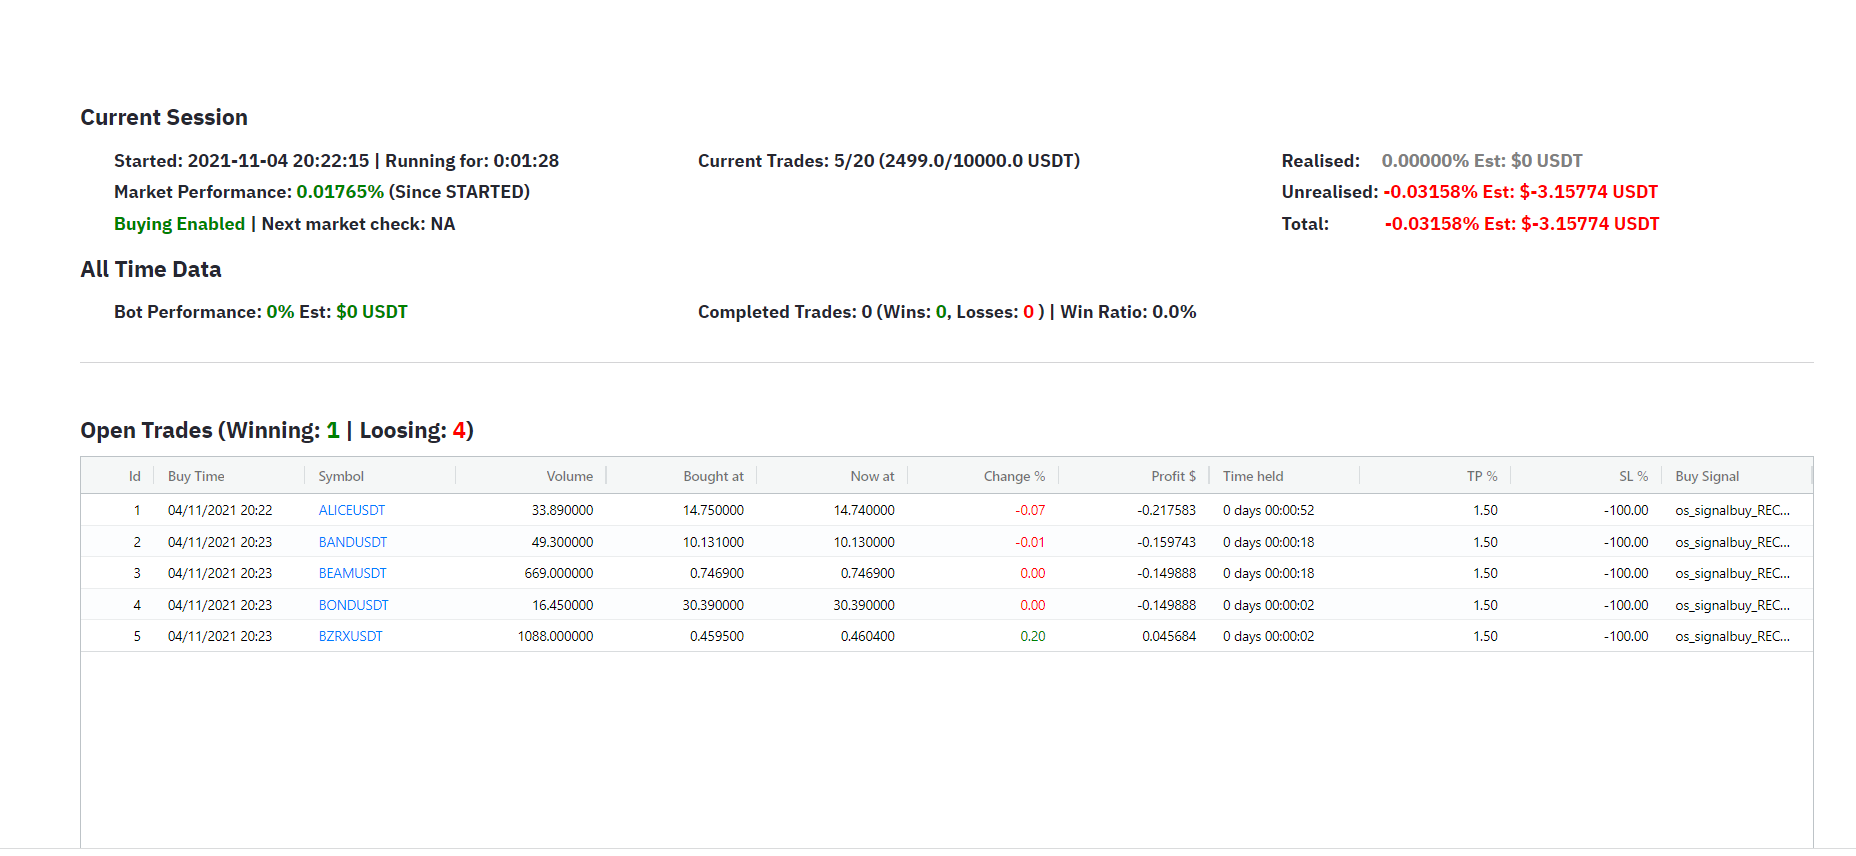 Current Session
Started: 2021-11-04 20:22:15 | Running for: 0:01:28 Current Trades: 5/20 (2499.0/10000.0 USDT) Realised: 0.00000% Est: $0 USDT
Market Performance: 0.01765% (Since STARTED) Unrealised: -0.03158% Est: $-3.15774 USDT
Buying Enabled | Next market check: NA Total: -0.03158% Est: $-3.15774 USDT
All Time Data
Bot Performance: 0% Est: $0 USDT Completed Trades: 0 (Wins: 0, Losses: 0 ) | Win Ratio: 0.0%
Open Trades (Winning: 1 | Loosing: 4)
Id Buy Time Symbol Volume Bought at Now at Change % Profit $ Time held TP % SL % Buy Signal
1 04/11/2021 20:22 ALICEUSDT 33.890000 14.750000 14.740000 -0.07 -0.217583 0 days 00:00:52 1.50 -100.00 os_signalbuy_REC...
2 04/11/2021 20:23 BANDUSDT 49.300000 10.131000 10.130000 -0.01 -0.159743 0 days 00:00:18 1.50 -100.00 os_signalbuy_REC...
3 04/11/2021 20:23 BEAMUSDT 669.000000 0.746900 0.746900 0.00 -0.149888 0 days 00:00:18 1.50 -100.00 os_signalbuy_REC...
4 04/11/2021 20:23 BONDUSDT 16.450000 30.390000 30.390000 0.00 -0.149888 0 days 00:00:02 1.50 -100.00 os_signalbuy_REC...
5 04/11/2021 20:23 BZRXUSDT 1088.000000 0.459500 0.460400 0.20 0.045684 0 days 00:00:02 1.50 -100.00 os_signalbuy_REC...